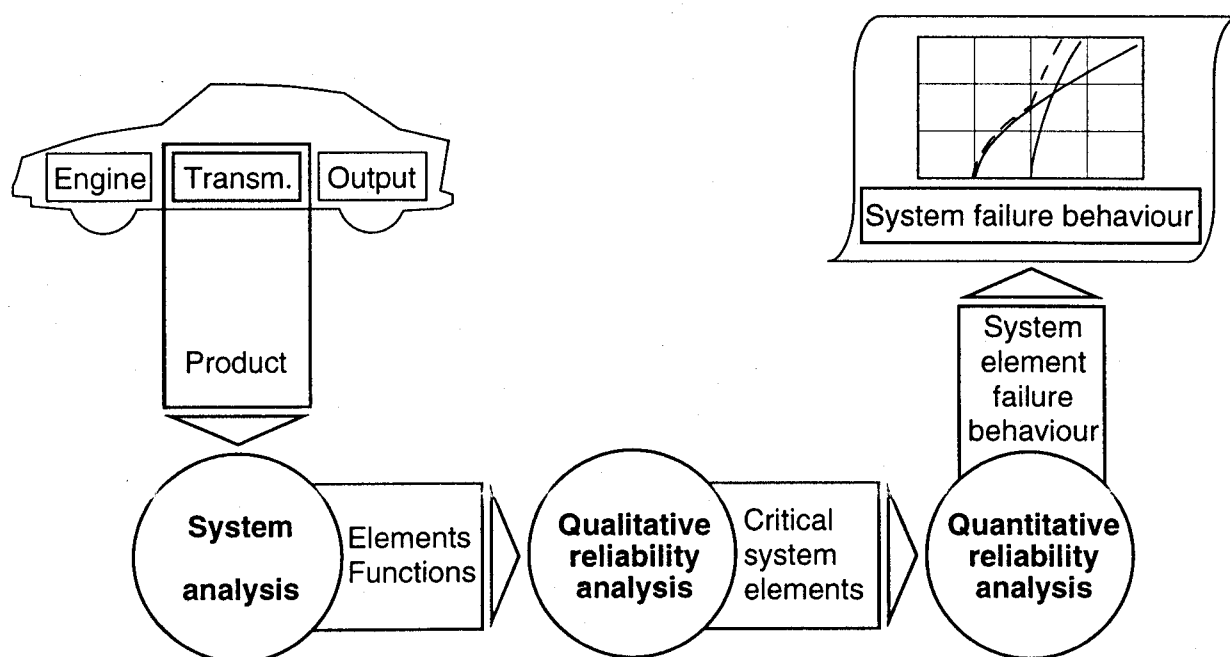 Engine
Transm.
Output
Product
System
analysis
Elements
Functions
Qualitative
reliability
analysis
Critical
system
elements
Quantitative
reliability
analysis
System
element
failure
behaviour
System failure behaviour